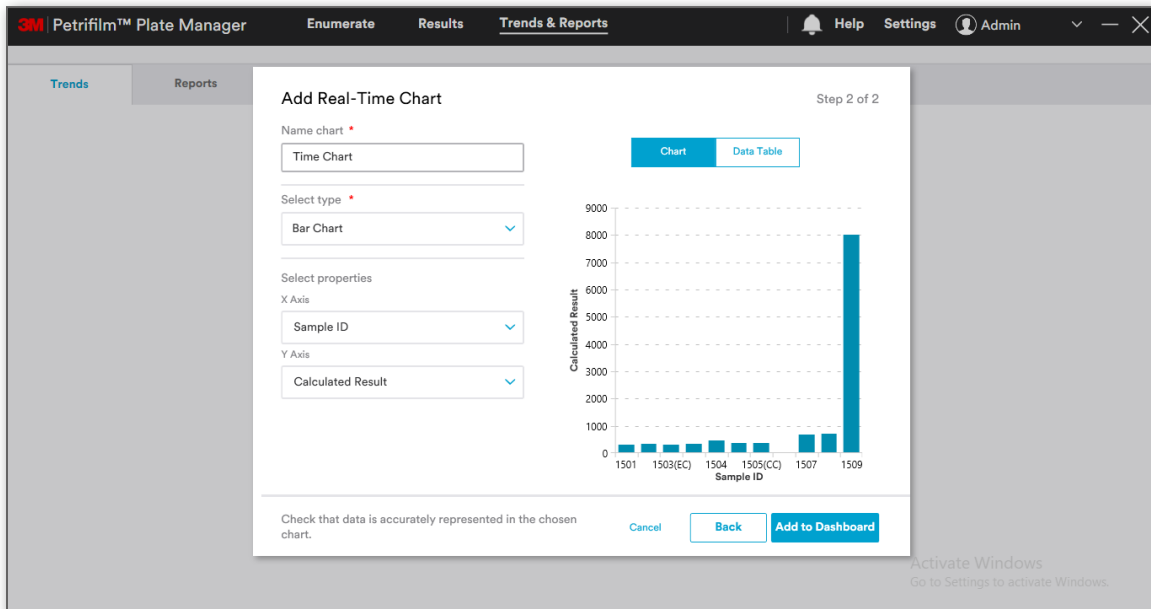 3M Petrifilm™ Plate Manager Enumerate Results Trends & Reports Help Settings Admin
Trends Reports
Add Real-Time Chart Step 2 of 2
Name chart *
Time Chart
Chart Data Table
Select type *
Bar Chart
Select properties
X Axis
Sample ID
Y Axis
Calculated Result
9000
8000
7000
6000
5000
4000
3000
2000
1000
0
Calculated Result
1501 1503(EC) 1504 1505(CC) 1507 1509
Sample ID
Check that data is accurately represented in the chosen
chart.
Cancel Back Add to Dashboard
Activate Windows
Go to Settings to activate Windows.